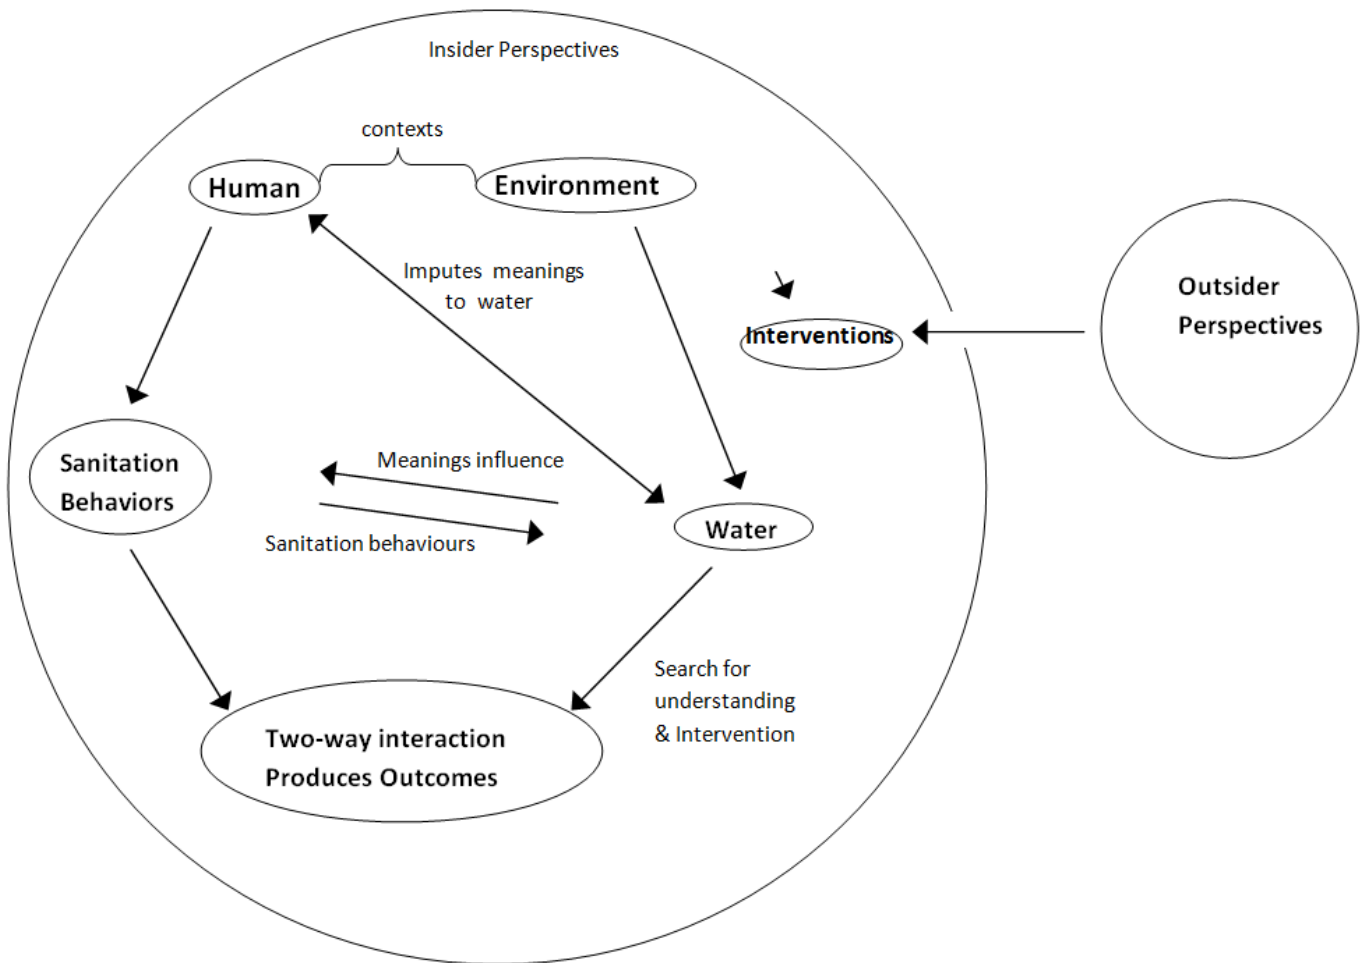 Insider Perspectives
contexts
Human
Environment
Imputes meanings
to water
Interventions
Outsider
Perspectives
Sanitation
Behaviors
Meanings influence
Sanitation behaviours
Water
Search for
understanding
& Intervention
Two-way interaction
Produces Outcomes